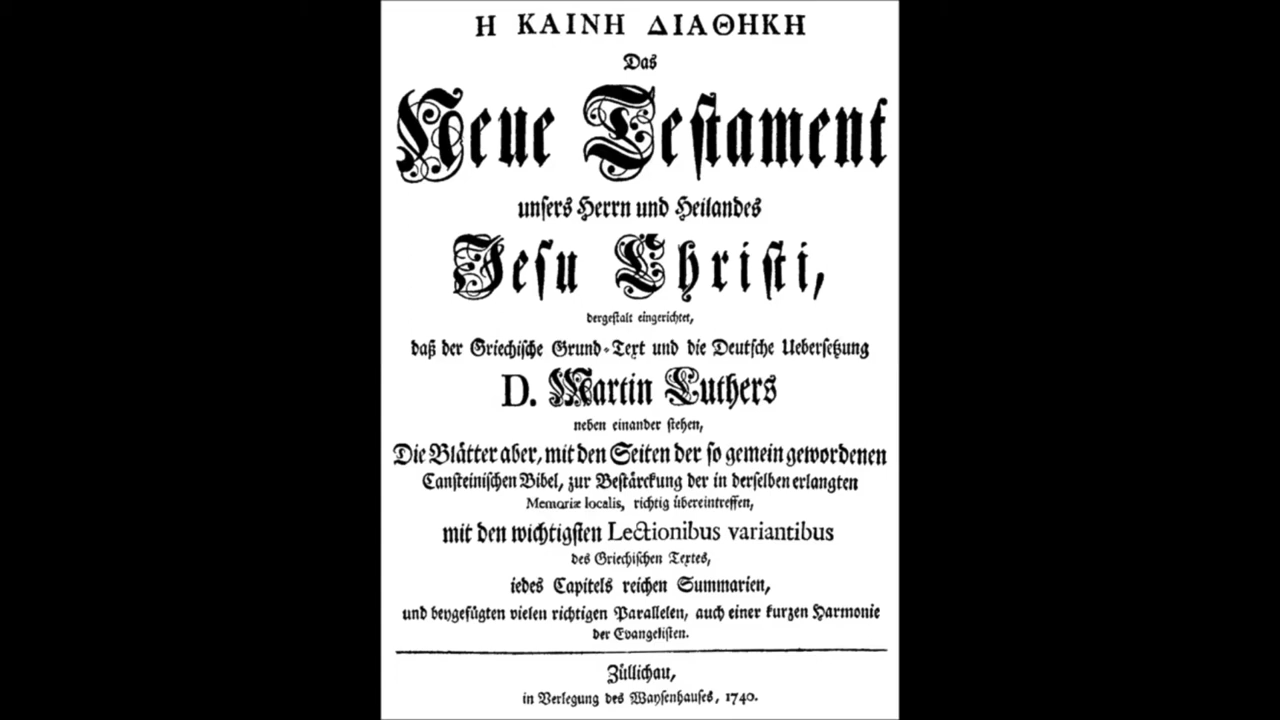 Η ΚΑΙΝΗ ΔΙΑΘΗΚΗ
Das
Neue Testament
unsers Herrn und Heilandes
Jesu Christi,
dergestalt eingerichtet,
daß der Griechische Grund-Text und die Deutsche Uebersetzung
D. Martin Luthers
neben einander stehen,
Die Blätter aber, mit den Seiten der so gemein gewordenen
Cansteinischen Bibel, zur Bestärckung der in derselben erlangten
Memoriæ localis, richtig übereintreffen,
mit den wichtigsten Lectionibus variantibus
des Griechischen Textes,
iedes Capitels reichen Summarien,
und beygefügten vielen richtigen Parallelen, auch einer kurzen Harmonie
der Evangelisten.
Züllichau,
in Verlegung des Waysenhauses, 1740.